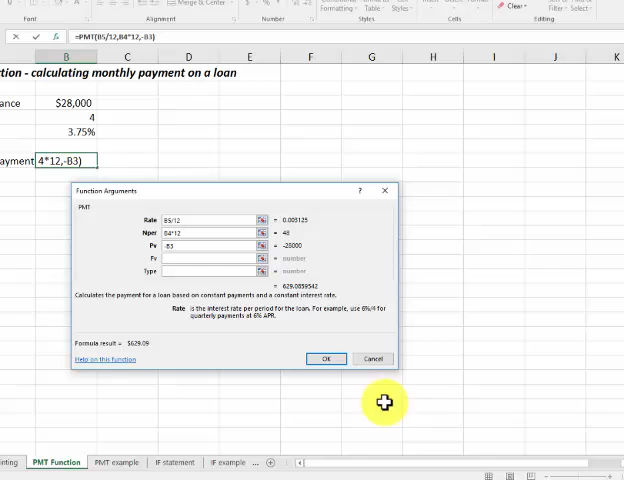 Merge & Center
$
%
Formatting
Table
Styles
Clear
Alignment
Number
Styles
Cells
Editing
=PMT(B5/12,B4*12,-B3)
B C D E F G H I J K
tion - calculating monthly payment on a loan
ance $28,000
4
3.75%
ayment 4*12,-B3)
Function Arguments ?
PMT
Rate B5/12 = 0.003125
Nper B4*12 = 48
Pv -B3 = -28000
Fv = number
Type = number
= 629.0859542
Calculates the payment for a loan based on constant payments and a constant interest rate.
Rate is the interest rate per period for the loan. For example, use 6%/4 for
quarterly payments at 6% APR.
Formula result = $629.09
Help on this function OK Cancel
inting PMT Function PMT example IF statement IF example ...